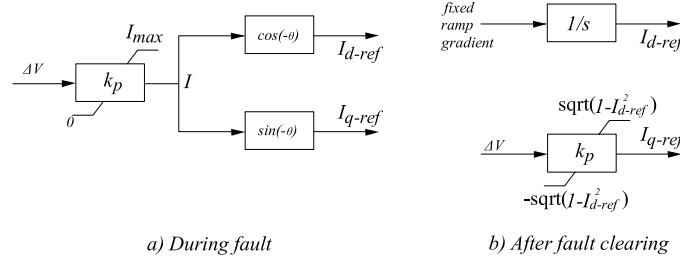 I_max
ΔV
k_p
0
I
cos(-θ)
I_d-ref
sin(-θ)
I_q-ref
a) During fault
fixed
ramp
gradient
1/s
I_d-ref
sqrt(1-I²_d-ref)
ΔV
k_p
I_q-ref
-sqrt(1-I²_d-ref)
b) After fault clearing